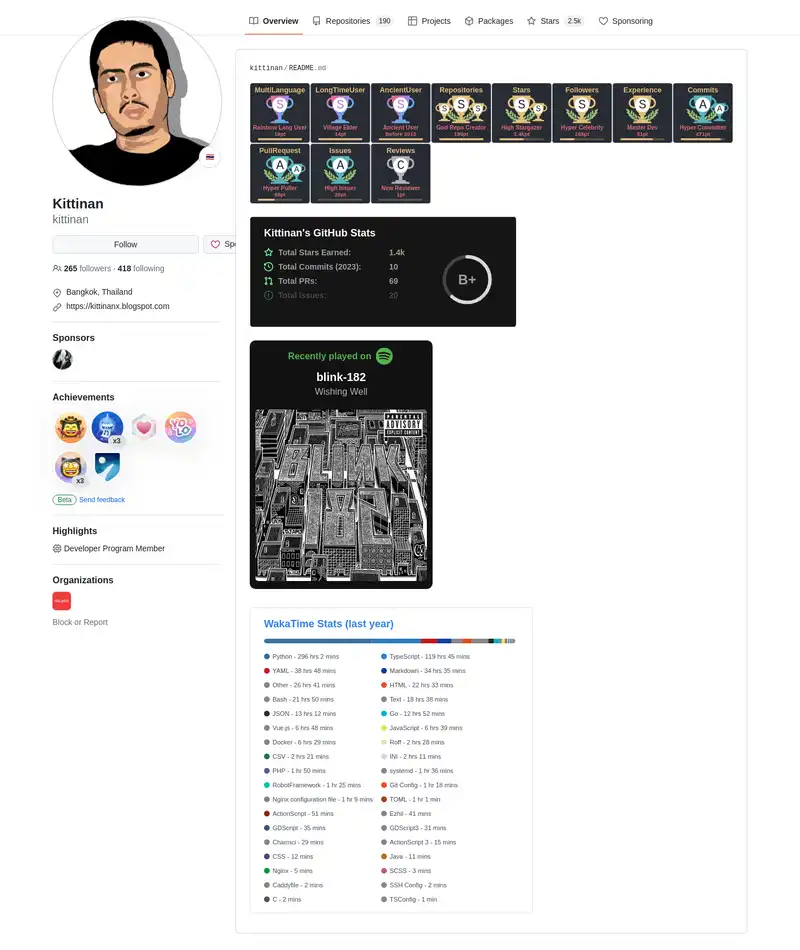 Overview Repositories 190 Projects Packages Stars 2.5k Sponsoring
Kittinan
kittinan
Follow
265 followers · 418 following
Bangkok, Thailand
https://kittinanx.blogspot.com
Sponsors
Achievements
x3
YOLO
x3
Beta Send feedback
Highlights
Developer Program Member
Organizations
Block or Report
kittinan/README.md
MultiLanguage LongTimeUser AncientUser Repositories Stars Followers Experience Commits
S S S S S S S S S S S S A A
Rainbow Lang User Village Elder Ancient User God Repo Creator High Stargazer Hyper Celebrity Master Dev Hyper Committer
Before 2010
PullRequest Issues Reviews
A A A C
Hyper Puller High Issuer New Reviewer
1pt
Kittinan's GitHub Stats
Total Stars Earned: 1.4k
Total Commits (2023): 10
Total PRs: 69
Total Issues: 20
B+
Recently played on
blink-182
Wishing Well
PARENTAL
ADVISORY
EXPLICIT CONTENT
BLINK
182
WakaTime Stats (last year)
Python - 296 hrs 2 mins TypeScript - 119 hrs 45 mins
YAML - 38 hrs 48 mins Markdown - 34 hrs 35 mins
Other - 26 hrs 41 mins HTML - 22 hrs 33 mins
Bash - 21 hrs 50 mins Text - 18 hrs 38 mins
JSON - 13 hrs 12 mins Go - 12 hrs 52 mins
Vue.js - 6 hrs 48 mins JavaScript - 6 hrs 39 mins
Docker - 6 hrs 29 mins Roff - 2 hrs 28 mins
CSV - 2 hrs 21 mins INI - 2 hrs 11 mins
PHP - 1 hr 50 mins systemd - 1 hr 36 mins
RobotFramework - 1 hr 25 mins Git Config - 1 hr 18 mins
Nginx configuration file - 1 hr 9 mins TOML - 1 hr 1 min
ActionScript - 51 mins Ezhil - 41 mins
GDScript - 35 mins GDScript3 - 31 mins
Charmci - 29 mins ActionScript 3 - 15 mins
CSS - 12 mins Java - 11 mins
Nginx - 5 mins SCSS - 3 mins
Caddyfile - 2 mins SSH Config - 2 mins
C - 2 mins TSConfig - 1 min